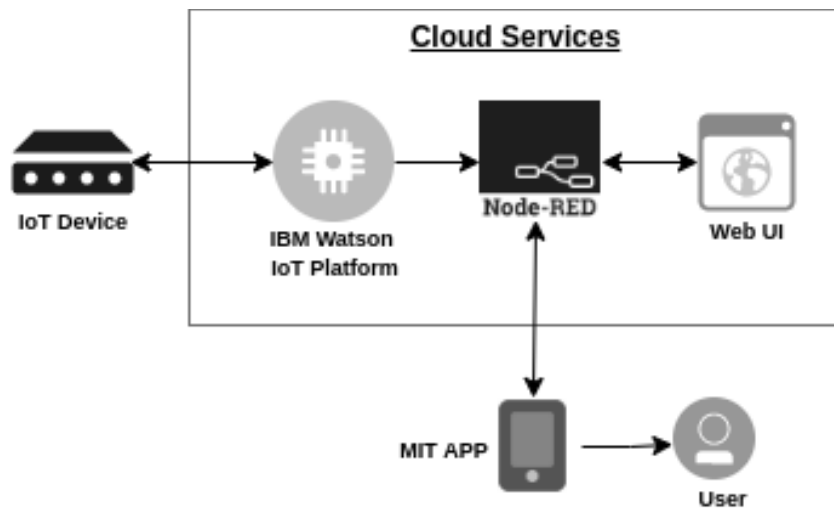 Cloud Services
IoT Device
IBM Watson
IoT Platform
Node-RED
Web UI
MIT APP
User